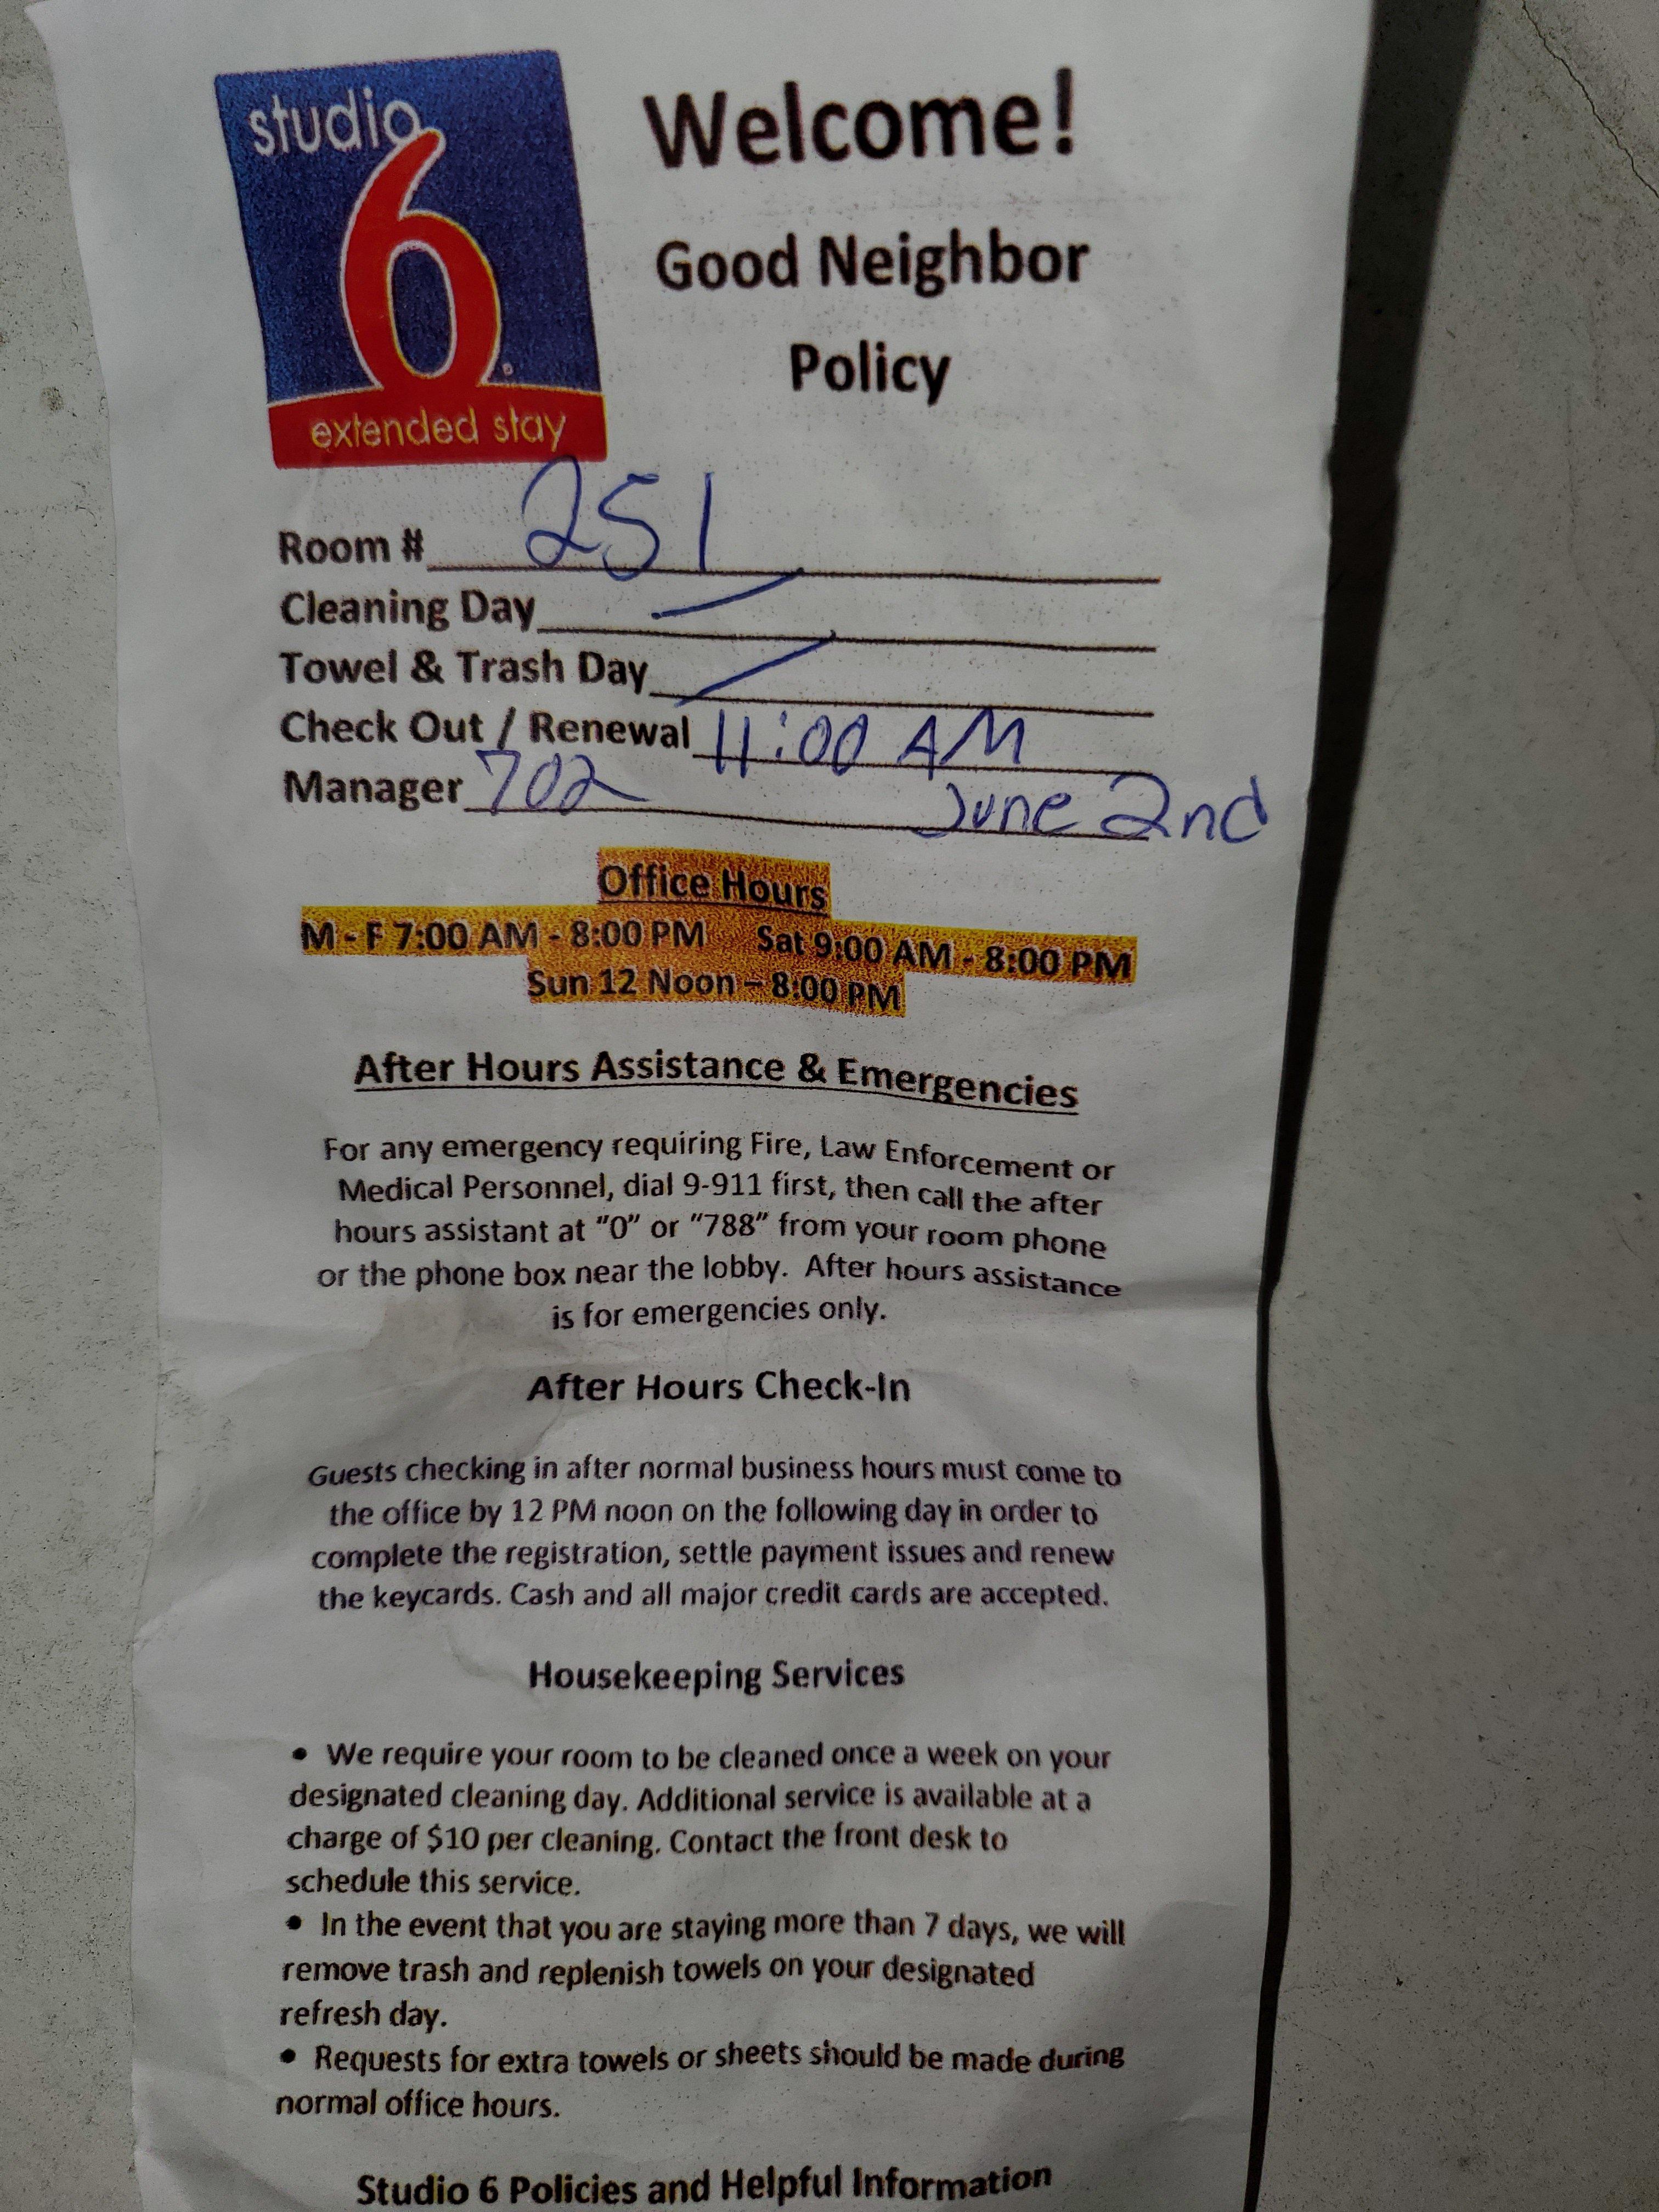 studio
6
extended stay
Welcome!
Good Neighbor
Policy
Room # 251
Cleaning Day
Towel & Trash Day
Check Out / Renewal 11:00 AM
Manager 702 June 2nd
Office Hours
M - F 7:00 AM - 8:00 PM Sat 9:00 AM - 8:00 PM
Sun 12 Noon – 8:00 PM
After Hours Assistance & Emergencies
For any emergency requiring Fire, Law Enforcement or
Medical Personnel, dial 9-911 first, then call the after
hours assistant at "0" or "788" from your room phone
or the phone box near the lobby. After hours assistance
is for emergencies only.
After Hours Check-In
Guests checking in after normal business hours must come to
the office by 12 PM noon on the following day in order to
complete the registration, settle payment issues and renew
the keycards. Cash and all major credit cards are accepted.
Housekeeping Services
• We require your room to be cleaned once a week on your
designated cleaning day. Additional service is available at a
charge of $10 per cleaning. Contact the front desk to
schedule this service.
• In the event that you are staying more than 7 days, we will
remove trash and replenish towels on your designated
refresh day.
• Requests for extra towels or sheets should be made during
normal office hours.
Studio 6 Policies and Helpful Information